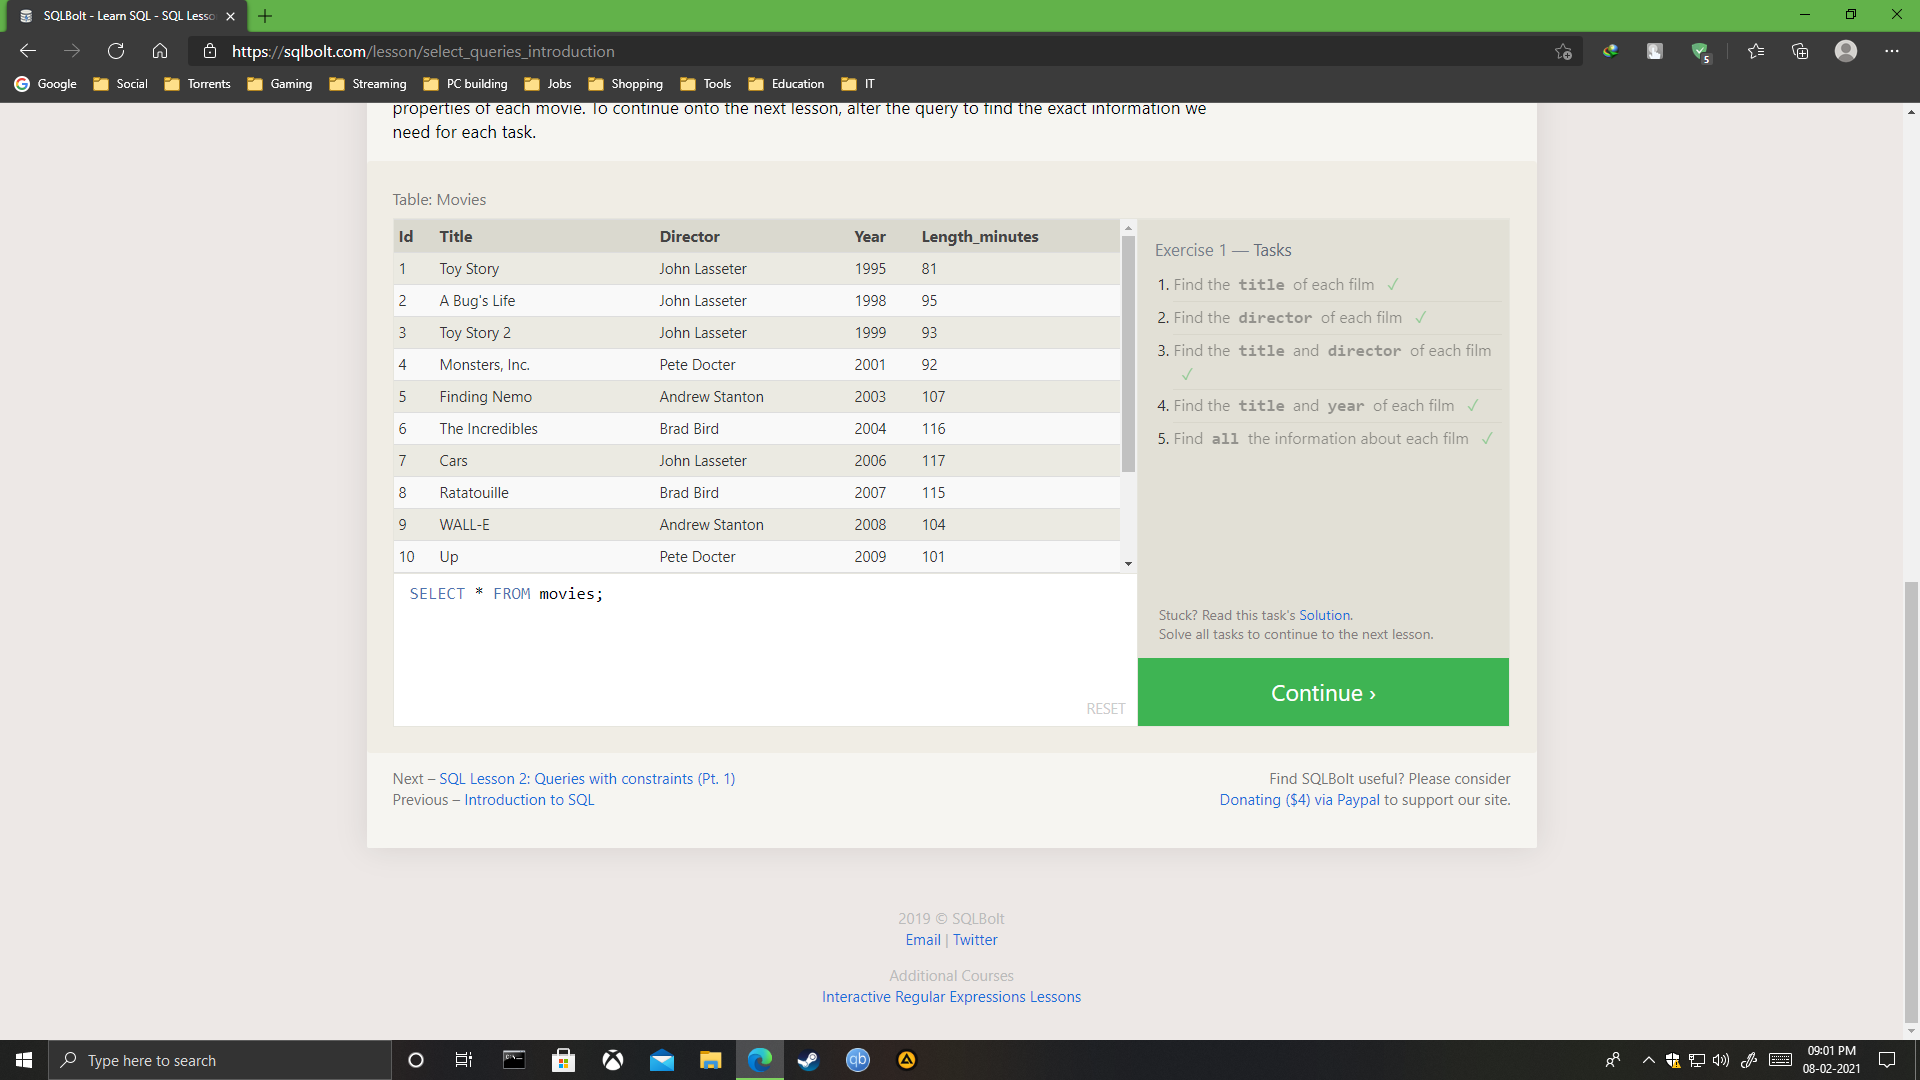 SQLBolt - Learn SQL - SQL Lesso
https://sqlbolt.com/lesson/select_queries_introduction
5
Google Social Torrents Gaming Streaming PC building Jobs Shopping Tools Education IT
properties of each movie. To continue onto the next lesson, alter the query to find the exact information we
need for each task.
Table: Movies
Id Title Director Year Length_minutes
1 Toy Story John Lasseter 1995 81
2 A Bug's Life John Lasseter 1998 95
3 Toy Story 2 John Lasseter 1999 93
4 Monsters, Inc. Pete Docter 2001 92
5 Finding Nemo Andrew Stanton 2003 107
6 The Incredibles Brad Bird 2004 116
7 Cars John Lasseter 2006 117
8 Ratatouille Brad Bird 2007 115
9 WALL-E Andrew Stanton 2008 104
10 Up Pete Docter 2009 101
SELECT * FROM movies;
RESET
Exercise 1 — Tasks
1. Find the title of each film ✓
2. Find the director of each film ✓
3. Find the title and director of each film
✓
4. Find the title and year of each film ✓
5. Find all the information about each film ✓
Stuck? Read this task's Solution.
Solve all tasks to continue to the next lesson.
Continue ›
Next – SQL Lesson 2: Queries with constraints (Pt. 1)
Previous – Introduction to SQL
Find SQLBolt useful? Please consider
Donating ($4) via Paypal to support our site.
2019 © SQLBolt
Email | Twitter
Additional Courses
Interactive Regular Expressions Lessons
Type here to search
qb
09:01 PM
08-02-2021